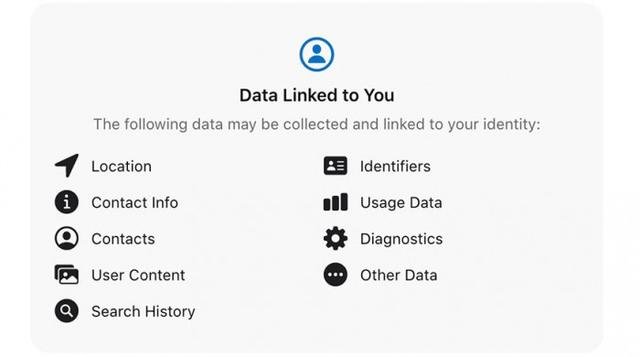 Data Linked to You
The following data may be collected and linked to your identity:
Location
Contact Info
Contacts
User Content
Search History
Identifiers
Usage Data
Diagnostics
Other Data